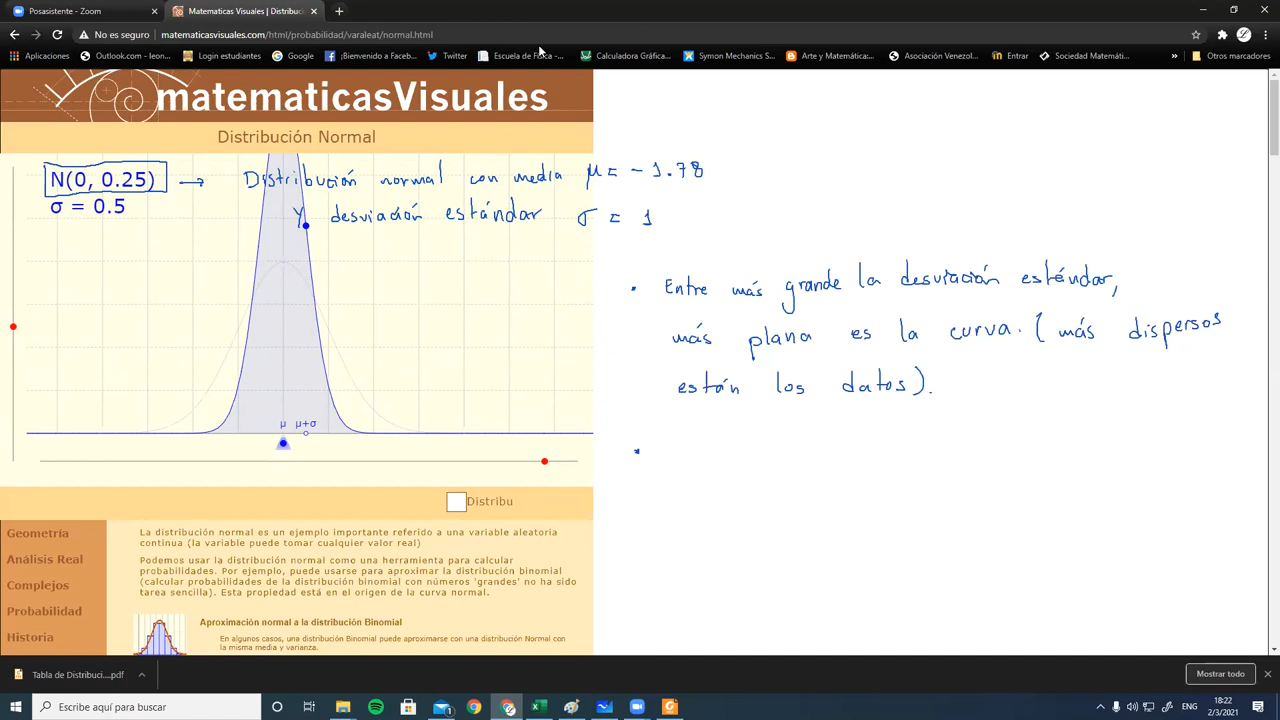 Posasistente
Matematicas Visuales | Distribuc
No es seguro | matematicasvisuales.com/html/probabilidad/varaleat/normal.html
Aplicaciones Outlook.com - leon... Login estudiantes Google ¡Bienvenido a Faceb... Twitter Escuela de Física -... Calculadora Gráfica... Symon Mechanics S... Arte y Matemática:... Asociación Venezol... Entrar Sociedad Matemáti... » Otros marcadores
matematicasVisuales
Distribución Normal
N(0, 0.25) → Distribución normal con media μ = - 1.78
σ = 0.5
y desviación estándar σ = 1
• Entre más grande la desviación estándar,
más plana es la curva. (más dispersos
están los datos).
μ μ+σ
Distribu
Geometría
Análisis Real
Complejos
Probabilidad
Historia
La distribución normal es un ejemplo importante referido a una variable aleatoria
continua (la variable puede tomar cualquier valor real)
Podemos usar la distribución normal como una herramienta para calcular
probabilidades. Por ejemplo, puede usarse para aproximar la distribución binomial
(calcular probabilidades de la distribución binomial con números 'grandes' no ha sido
tarea sencilla). Esta propiedad está en el origen de la curva normal.
Aproximación normal a la distribución Binomial
En algunos casos, una distribución Binomial puede aproximarse con una distribución Normal con
la misma media y varianza.
Tabla de Distribuci....pdf
Mostrar todo
Escribe aquí para buscar
ENG
18:22
2/3/2021